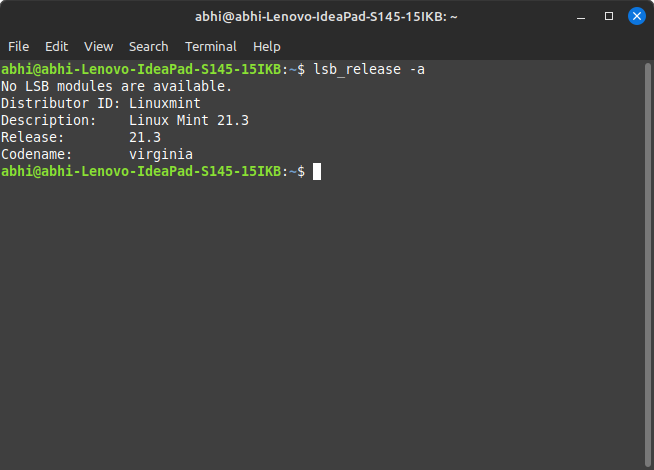 abhi@abhi-Lenovo-IdeaPad-S145-15IKB: ~
File Edit View Search Terminal Help
abhi@abhi-Lenovo-IdeaPad-S145-15IKB:~$ lsb_release -a
No LSB modules are available.
Distributor ID: Linuxmint
Description:    Linux Mint 21.3
Release:        21.3
Codename:       virginia
abhi@abhi-Lenovo-IdeaPad-S145-15IKB:~$